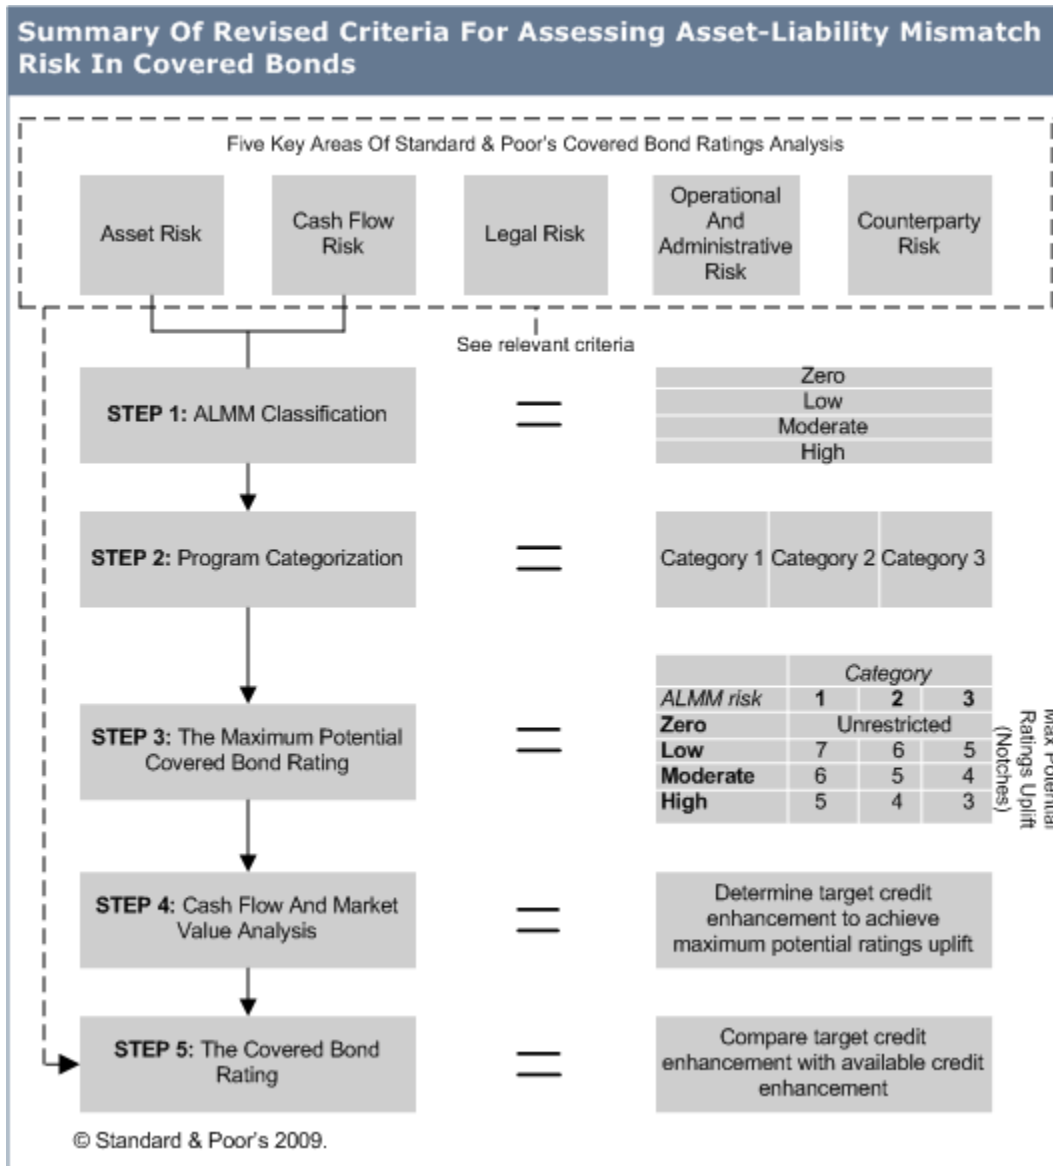 Summary Of Revised Criteria For Assessing Asset-Liability Mismatch
Risk In Covered Bonds
Five Key Areas Of Standard & Poor's Covered Bond Ratings Analysis
Asset Risk
Cash Flow
Risk
Legal Risk
Operational
And
Administrative
Risk
Counterparty
Risk
See relevant criteria
STEP 1: ALMM Classification
Zero
Low
Moderate
High
STEP 2: Program Categorization
Category 1 Category 2 Category 3
STEP 3: The Maximum Potential
Covered Bond Rating
Category
ALMM risk 1 2 3
Zero Unrestricted
Low 7 6 5
Moderate 6 5 4
High 5 4 3
Max Potential
Ratings Uplift
(Notches)
STEP 4: Cash Flow And Market
Value Analysis
Determine target credit
enhancement to achieve
maximum potential ratings uplift
STEP 5: The Covered Bond
Rating
Compare target credit
enhancement with available credit
enhancement
© Standard & Poor's 2009.